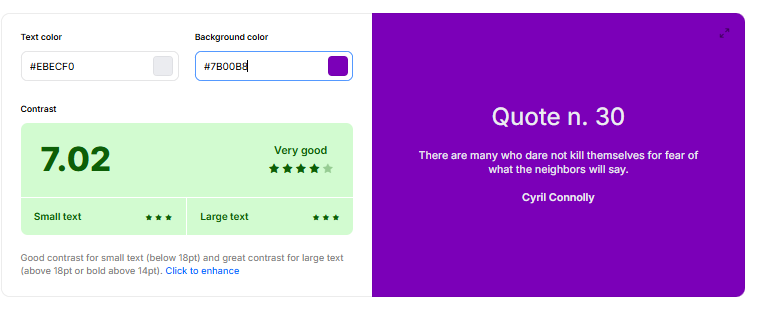 Text color
Background color
#EBECF0
#7B00B8
Contrast
7.02
Very good
Small text
Large text
Good contrast for small text (below 18pt) and great contrast for large text
(above 18pt or bold above 14pt). Click to enhance
Quote n. 30
There are many who dare not kill themselves for fear of
what the neighbors will say.
Cyril Connolly